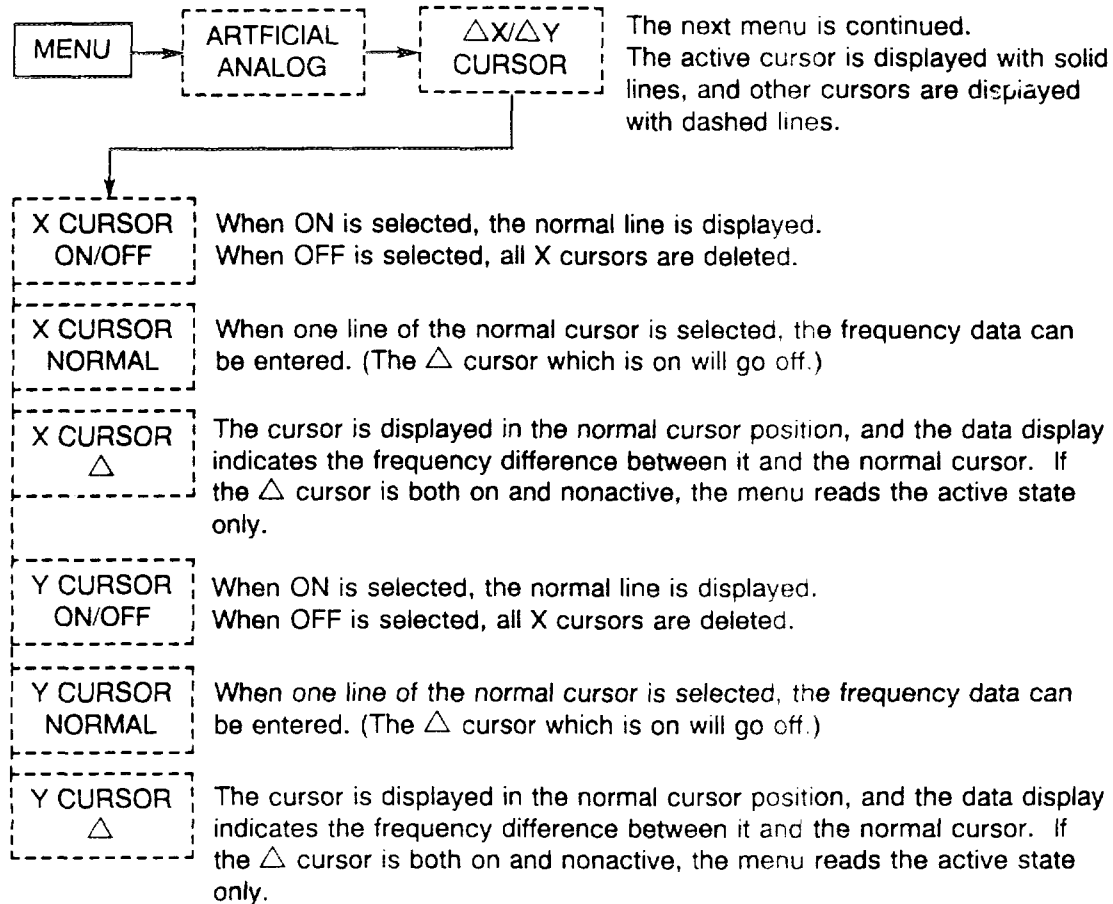 MENU
ARTFICIAL
ANALOG
△X/△Y
CURSOR
The next menu is continued.
The active cursor is displayed with solid
lines, and other cursors are displayed
with dashed lines.
X CURSOR
ON/OFF
When ON is selected, the normal line is displayed.
When OFF is selected, all X cursors are deleted.
X CURSOR
NORMAL
When one line of the normal cursor is selected, the frequency data can
be entered. (The △ cursor which is on will go off.)
X CURSOR
△
The cursor is displayed in the normal cursor position, and the data display
indicates the frequency difference between it and the normal cursor. If
the △ cursor is both on and nonactive, the menu reads the active state
only.
Y CURSOR
ON/OFF
When ON is selected, the normal line is displayed.
When OFF is selected, all X cursors are deleted.
Y CURSOR
NORMAL
When one line of the normal cursor is selected, the frequency data can
be entered. (The △ cursor which is on will go off.)
Y CURSOR
△
The cursor is displayed in the normal cursor position, and the data display
indicates the frequency difference between it and the normal cursor. If
the △ cursor is both on and nonactive, the menu reads the active state
only.